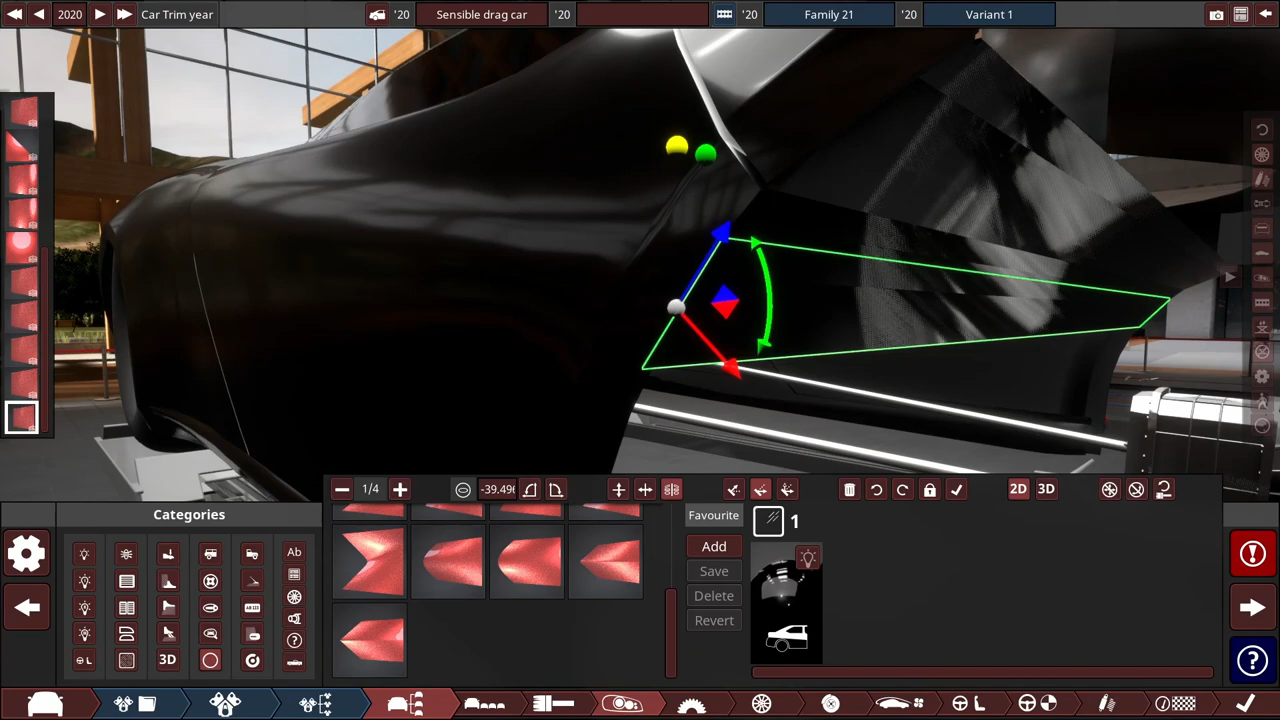 2020 Car Trim year '20 Sensible drag car '20 '20 Family 21 '20 Variant 1
1/4 -39.49 2D 3D
Categories
Favourite 1
Ab
Add
Save
Delete
Revert
L 3D